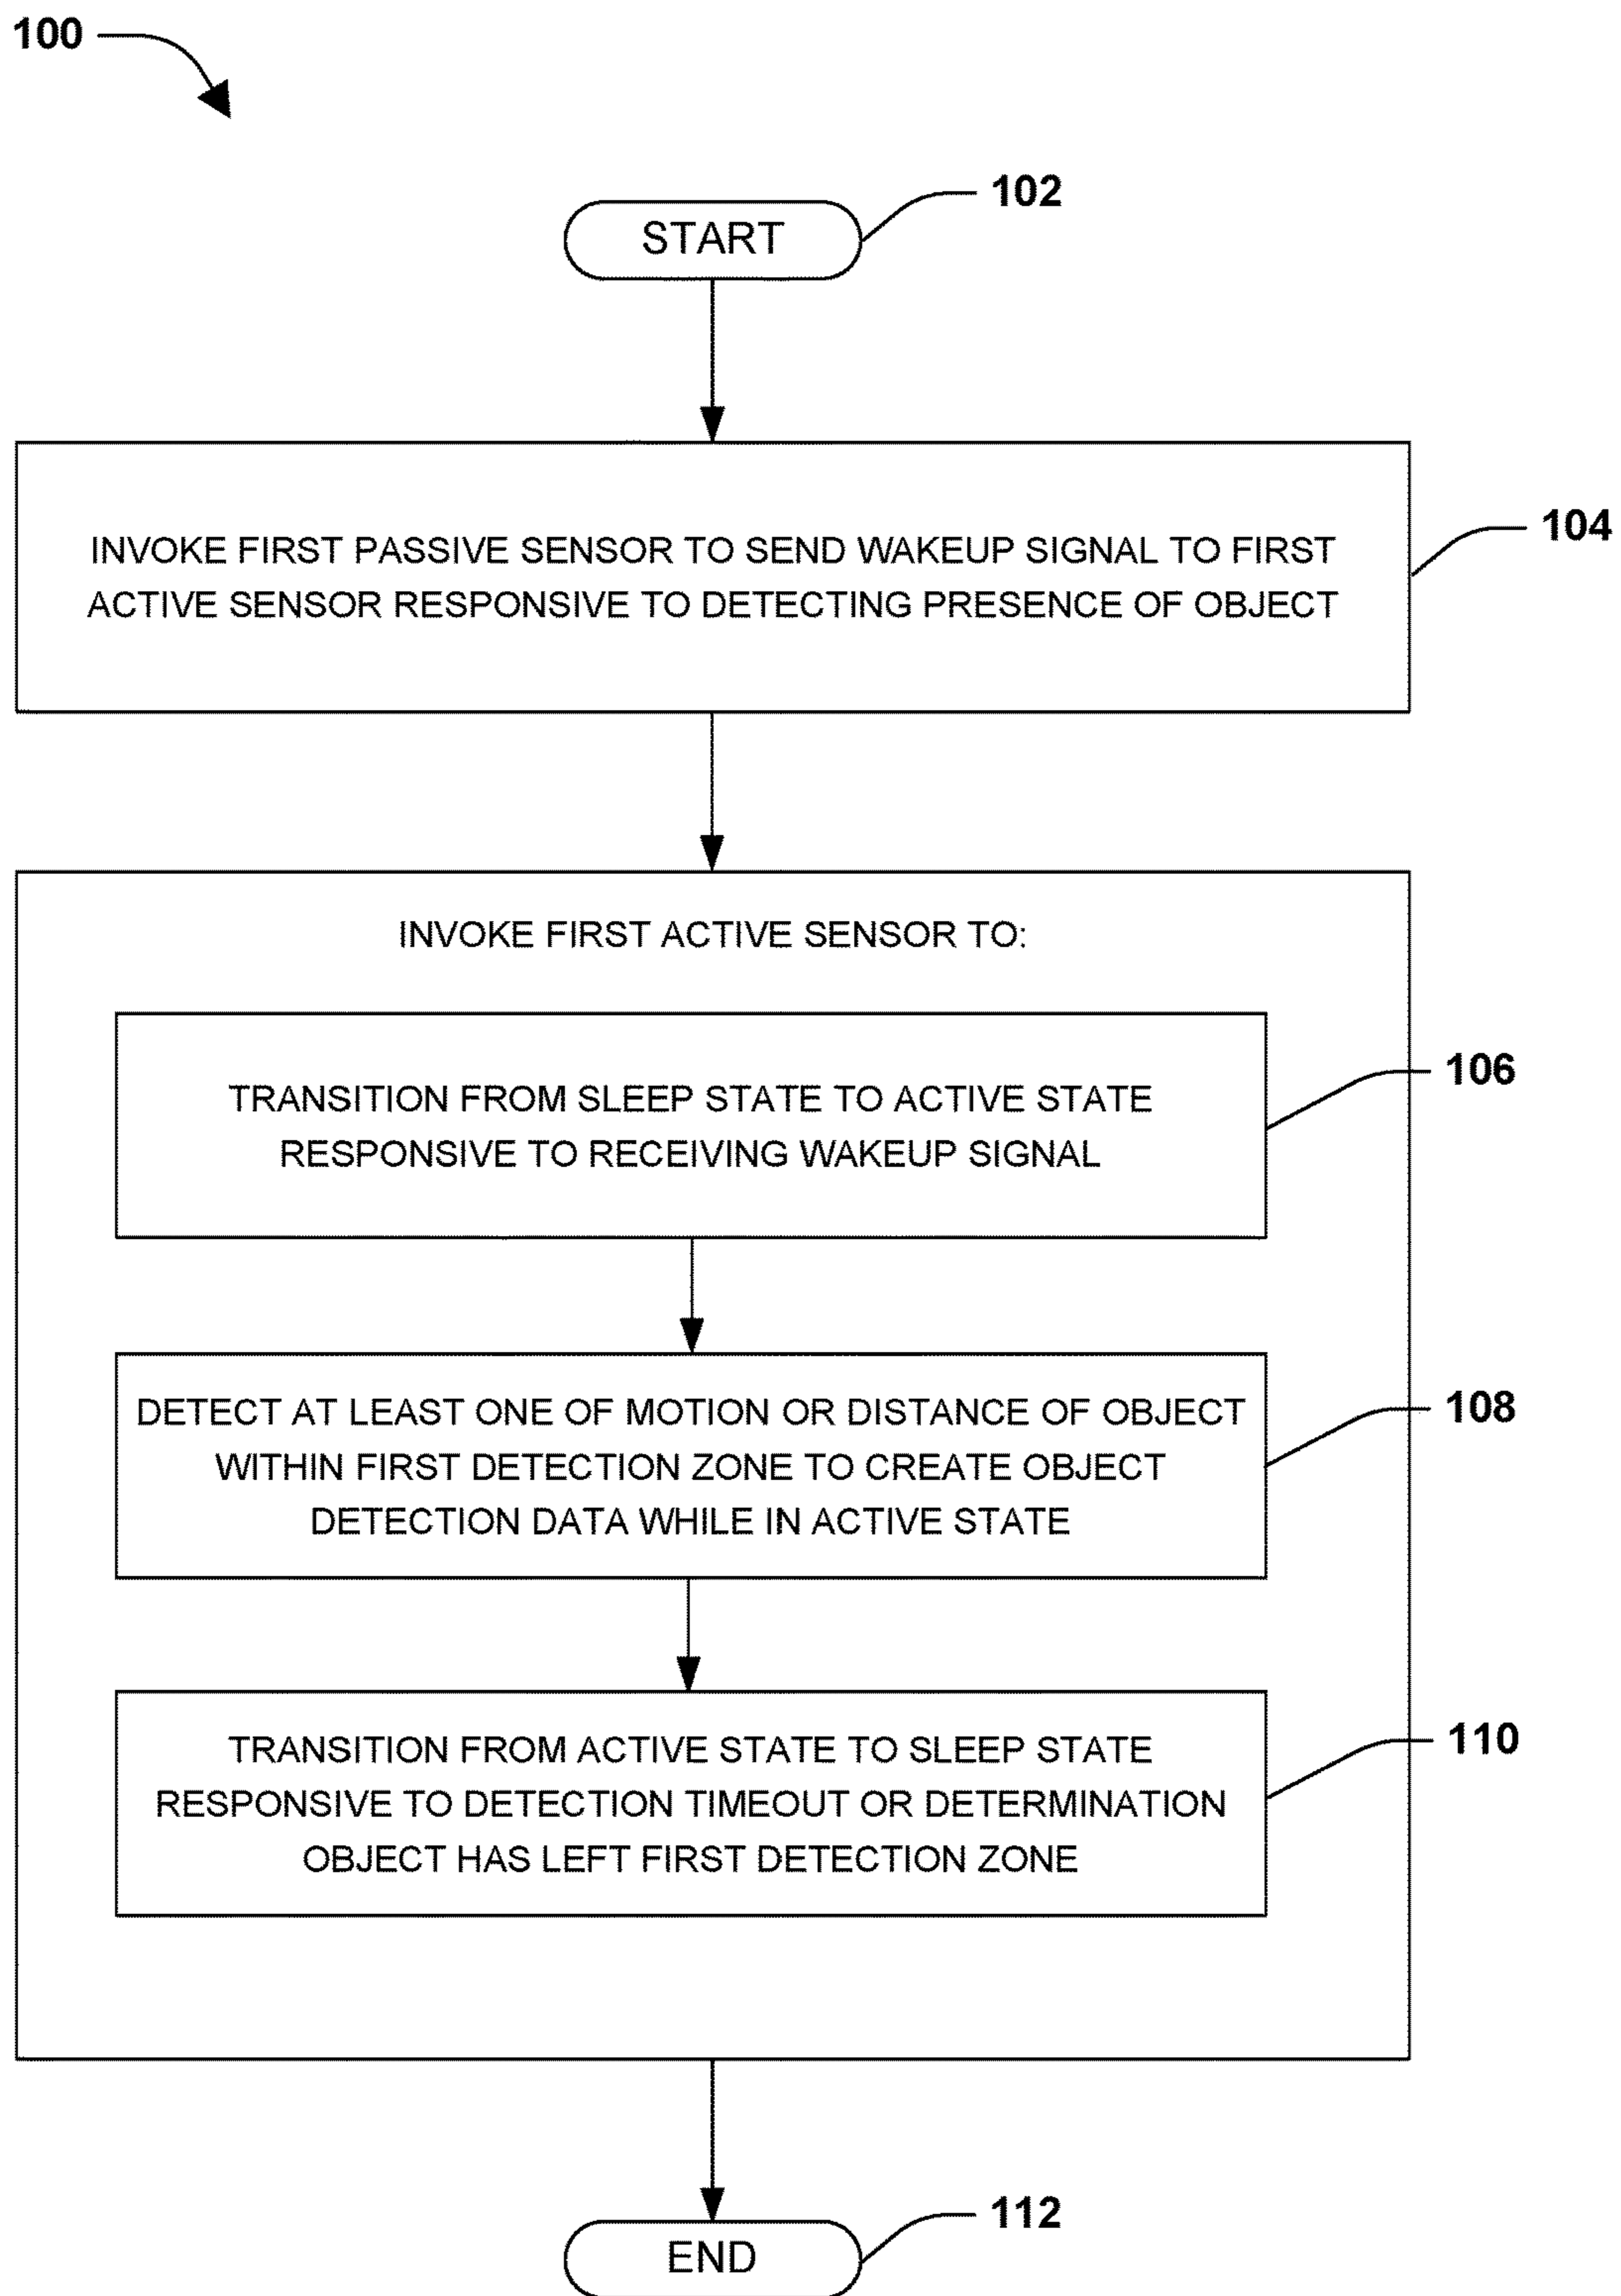 100
102
START
104
INVOKE FIRST PASSIVE SENSOR TO SEND WAKEUP SIGNAL TO FIRST
ACTIVE SENSOR RESPONSIVE TO DETECTING PRESENCE OF OBJECT
INVOKE FIRST ACTIVE SENSOR TO:
106
TRANSITION FROM SLEEP STATE TO ACTIVE STATE
RESPONSIVE TO RECEIVING WAKEUP SIGNAL
108
DETECT AT LEAST ONE OF MOTION OR DISTANCE OF OBJECT
WITHIN FIRST DETECTION ZONE TO CREATE OBJECT
DETECTION DATA WHILE IN ACTIVE STATE
110
TRANSITION FROM ACTIVE STATE TO SLEEP STATE
RESPONSIVE TO DETECTION TIMEOUT OR DETERMINATION
OBJECT HAS LEFT FIRST DETECTION ZONE
112
END